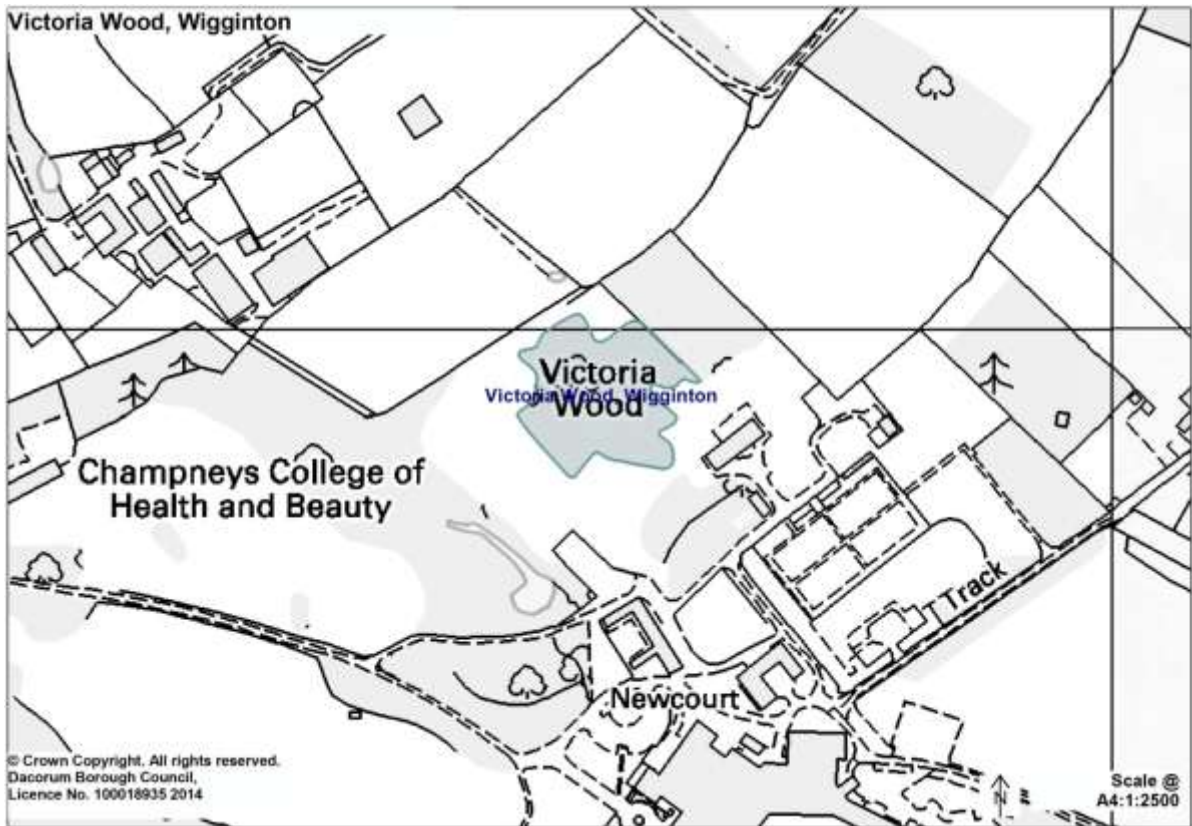 Victoria Wood, Wigginton
Victoria
Wood
Victoria Wood, Wigginton
Champneys College of
Health and Beauty
Track
Newcourt
© Crown Copyright. All rights reserved.
Dacorum Borough Council,
Licence No. 100018935 2014
Scale @
A4:1:2500